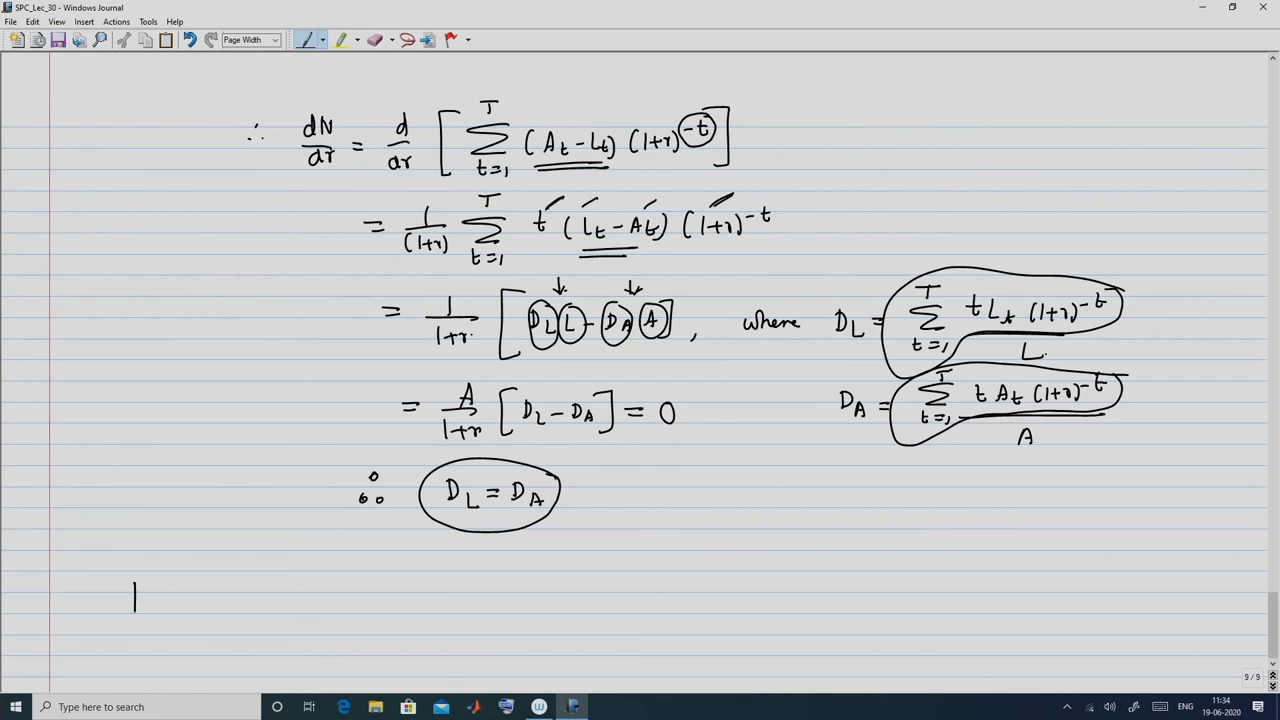 SPC_Lec_30 - Windows Journal
File Edit View Insert Actions Tools Help
Page Width
∴ dN/dr = d/dr [ Σ_{t=1}^{T} (A_t - L_t) (1+r)^{-t} ]
= 1/(1+r) Σ_{t=1}^{T} t (L_t - A_t) (1+r)^{-t}
= 1/(1+r) [ D_L L - D_A A ], where D_L = Σ_{t=1}^{T} t L_t (1+r)^{-t} / L
= A/(1+r) [ D_L - D_A ] = 0 D_A = Σ_{t=1}^{T} t A_t (1+r)^{-t} / A
∴ D_L = D_A
9 / 9
Type here to search
ENG
11:34
19-06-2020